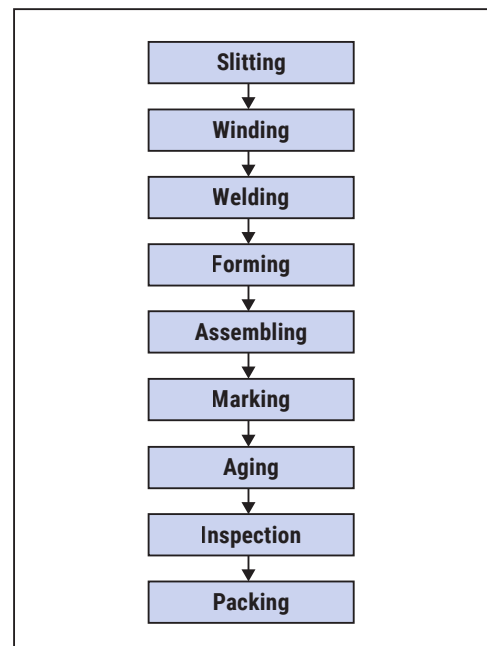 Slitting
Winding
Welding
Forming
Assembling
Marking
Aging
Inspection
Packing